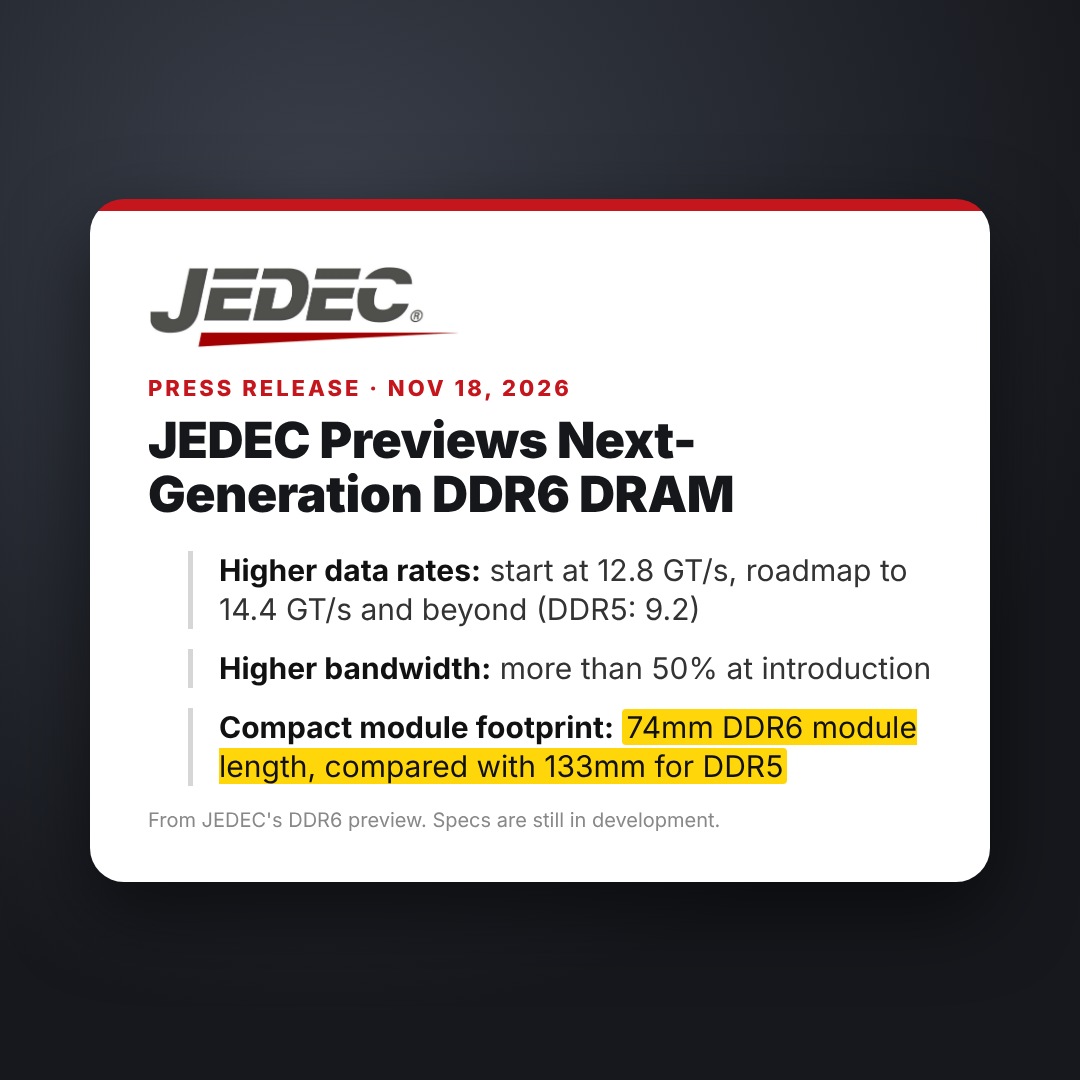 JEDEC®
PRESS RELEASE · NOV 18, 2026
JEDEC Previews Next-
Generation DDR6 DRAM
Higher data rates: start at 12.8 GT/s, roadmap to
14.4 GT/s and beyond (DDR5: 9.2)
Higher bandwidth: more than 50% at introduction
Compact module footprint: 74mm DDR6 module
length, compared with 133mm for DDR5
From JEDEC's DDR6 preview. Specs are still in development.